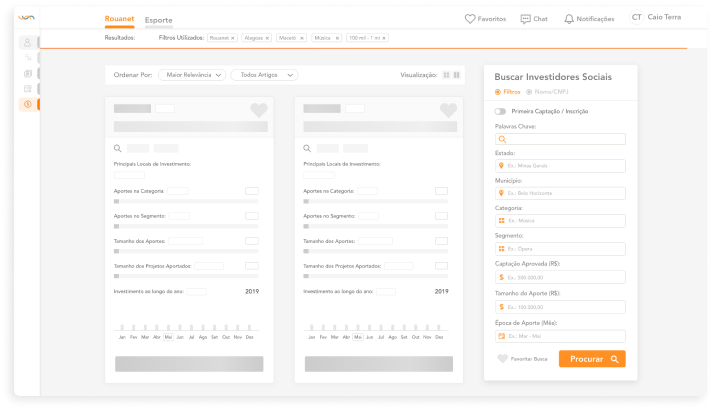 Rouanet
Esporte
Favoritos
Chat
Notificações
CT
Caio Terra
Resultados:
Filtros Utilizados:
Rouanet ×
Alagoas ×
Maceió ×
Música ×
100 mil - 1 mi ×
Ordenar Por:
Maior Relevância
Todos Artigos
Visualização:
Principais Locais de Investimento:
Aportes na Categoria:
Aportes no Segmento:
Tamanho dos Aportes:
Tamanho dos Projetos Aportados:
Investimento ao longo do ano:
2019
Jan Fev Mar Abr Mai Jun Jul Ago Set Out Nov Dez
Principais Locais de Investimento:
Aportes na Categoria:
Aportes no Segmento:
Tamanho dos Aportes:
Tamanho dos Projetos Aportados:
Investimento ao longo do ano:
2019
Jan Fev Mar Abr Mai Jun Jul Ago Set Out Nov Dez
Buscar Investidores Sociais
Filtros
Nome/CNPJ
Primeira Captação / Inscrição
Palavras Chave:
Estado:
Ex.: Minas Gerais
Município:
Ex.: Belo Horizonte
Categoria:
Ex.: Música
Segmento:
Ex.: Ópera
Captação Aprovada (R$):
Ex.: 500.000,00
Tamanho do Aporte (R$):
Ex.: 100.000,00
Época de Aporte (Mês):
Ex.: Mar - Mai
Favoritar Busca
Procurar